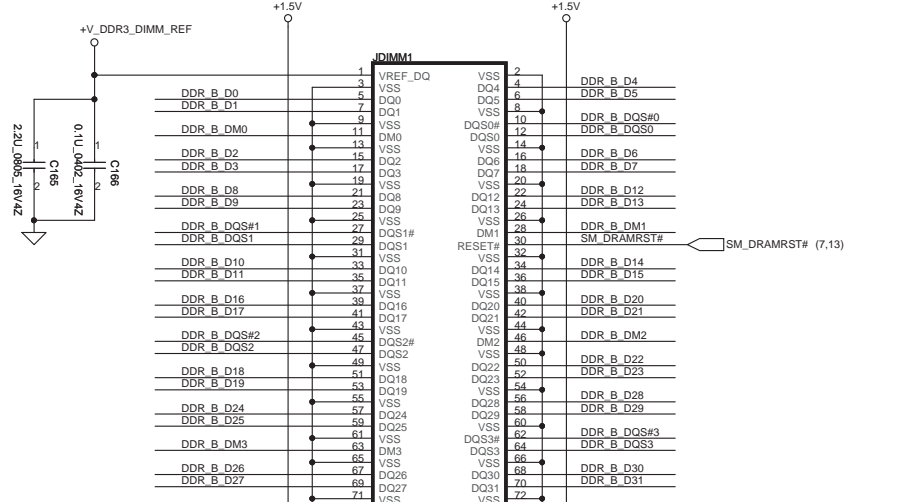 +1.5V +1.5V
+V_DDR3_DIMM_REF
JDIMM1
1 VREF_DQ VSS 2
3 VSS DQ4 4 DDR_B_D4
DDR_B_D0 5 DQ0 DQ5 6 DDR_B_D5
DDR_B_D1 7 DQ1 VSS 8
9 VSS DQS0# 10 DDR_B_DQS#0
DDR_B_DM0 11 DM0 DQS0 12 DDR_B_DQS0
13 VSS VSS 14
DDR_B_D2 15 DQ2 DQ6 16 DDR_B_D6
DDR_B_D3 17 DQ3 DQ7 18 DDR_B_D7
19 VSS VSS 20
DDR_B_D8 21 DQ8 DQ12 22 DDR_B_D12
DDR_B_D9 23 DQ9 DQ13 24 DDR_B_D13
25 VSS VSS 26
DDR_B_DQS#1 27 DQS1# DM1 28 DDR_B_DM1
DDR_B_DQS1 29 DQS1 RESET# 30 SM_DRAMRST# SM_DRAMRST# (7,13)
31 VSS VSS 32
DDR_B_D10 33 DQ10 DQ14 34 DDR_B_D14
DDR_B_D11 35 DQ11 DQ15 36 DDR_B_D15
37 VSS VSS 38
DDR_B_D16 39 DQ16 DQ20 40 DDR_B_D20
DDR_B_D17 41 DQ17 DQ21 42 DDR_B_D21
43 VSS VSS 44
DDR_B_DQS#2 45 DQS2# DM2 46 DDR_B_DM2
DDR_B_DQS2 47 DQS2 VSS 48
49 VSS DQ22 50 DDR_B_D22
DDR_B_D18 51 DQ18 DQ23 52 DDR_B_D23
DDR_B_D19 53 DQ19 VSS 54
55 VSS DQ28 56 DDR_B_D28
DDR_B_D24 57 DQ24 DQ29 58 DDR_B_D29
DDR_B_D25 59 DQ25 VSS 60
61 VSS DQS3# 62 DDR_B_DQS#3
DDR_B_DM3 63 DM3 DQS3 64 DDR_B_DQS3
65 VSS VSS 66
DDR_B_D26 67 DQ26 DQ30 68 DDR_B_D30
DDR_B_D27 69 DQ27 DQ31 70 DDR_B_D31
71 VSS VSS 72
2.2U_0805_16V4Z
1
2
C165
0.1U_0402_16V4Z
1
2
C166